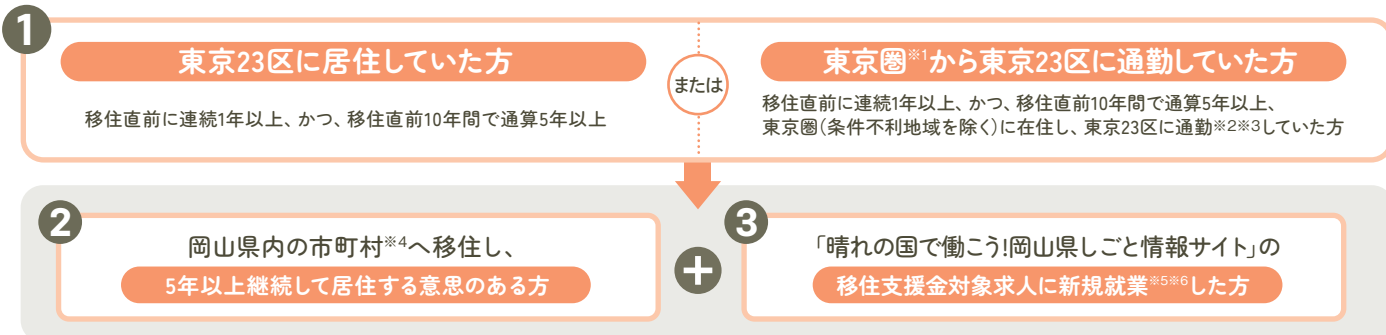 1
東京23区に居住していた方
移住直前に連続1年以上、かつ、移住直前10年間で通算5年以上
または
東京圏※1から東京23区に通勤していた方
移住直前に連続1年以上、かつ、移住直前10年間で通算5年以上、
東京圏(条件不利地域を除く)に在住し、東京23区に通勤※2※3していた方
2
岡山県内の市町村※4へ移住し、
5年以上継続して居住する意思のある方
+
3
「晴れの国で働こう!岡山県しごと情報サイト」の
移住支援金対象求人に新規就業※5※6した方